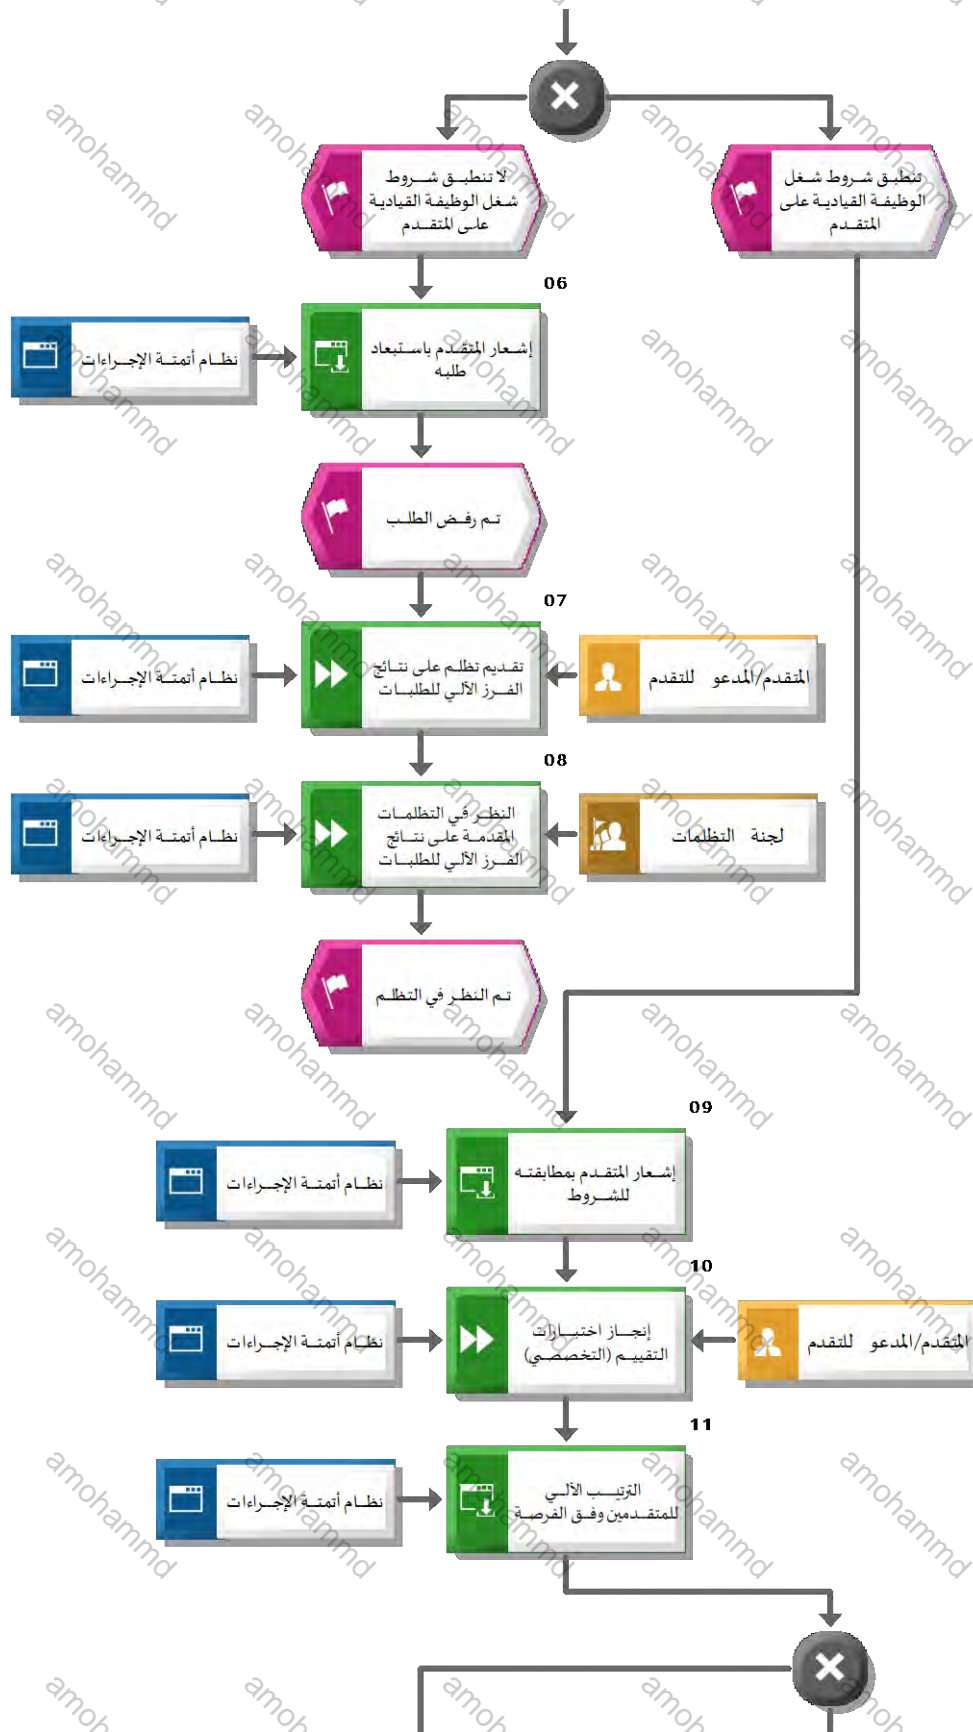 تنطبق شروط شغل
الوظيفة القيادية على
المتقدم
لا تنطبق شروط
شغل الوظيفة القيادية
على المتقدم
06
إشعار المتقدم باستبعاد
طلبه
نظام أتمتة الإجراءات
تم رفض الطلب
07
المتقدم/المدعو للتقدم
تقديم تظلم على نتائج
الفرز الآلي للطلبات
نظام أتمتة الإجراءات
08
لجنة التظلمات
النظر في التظلمات
المقدمة على نتائج
الفرز الآلي للطلبات
نظام أتمتة الإجراءات
تم النظر في التظلم
09
إشعار المتقدم بمطابقته
للشروط
نظام أتمتة الإجراءات
10
المتقدم/المدعو للتقدم
إنجاز اختبارات
التقييم (التخصصي)
نظام أتمتة الإجراءات
11
الترتيب الآلي
للمتقدمين وفق الفرصة
نظام أتمتة الإجراءات
amohammd